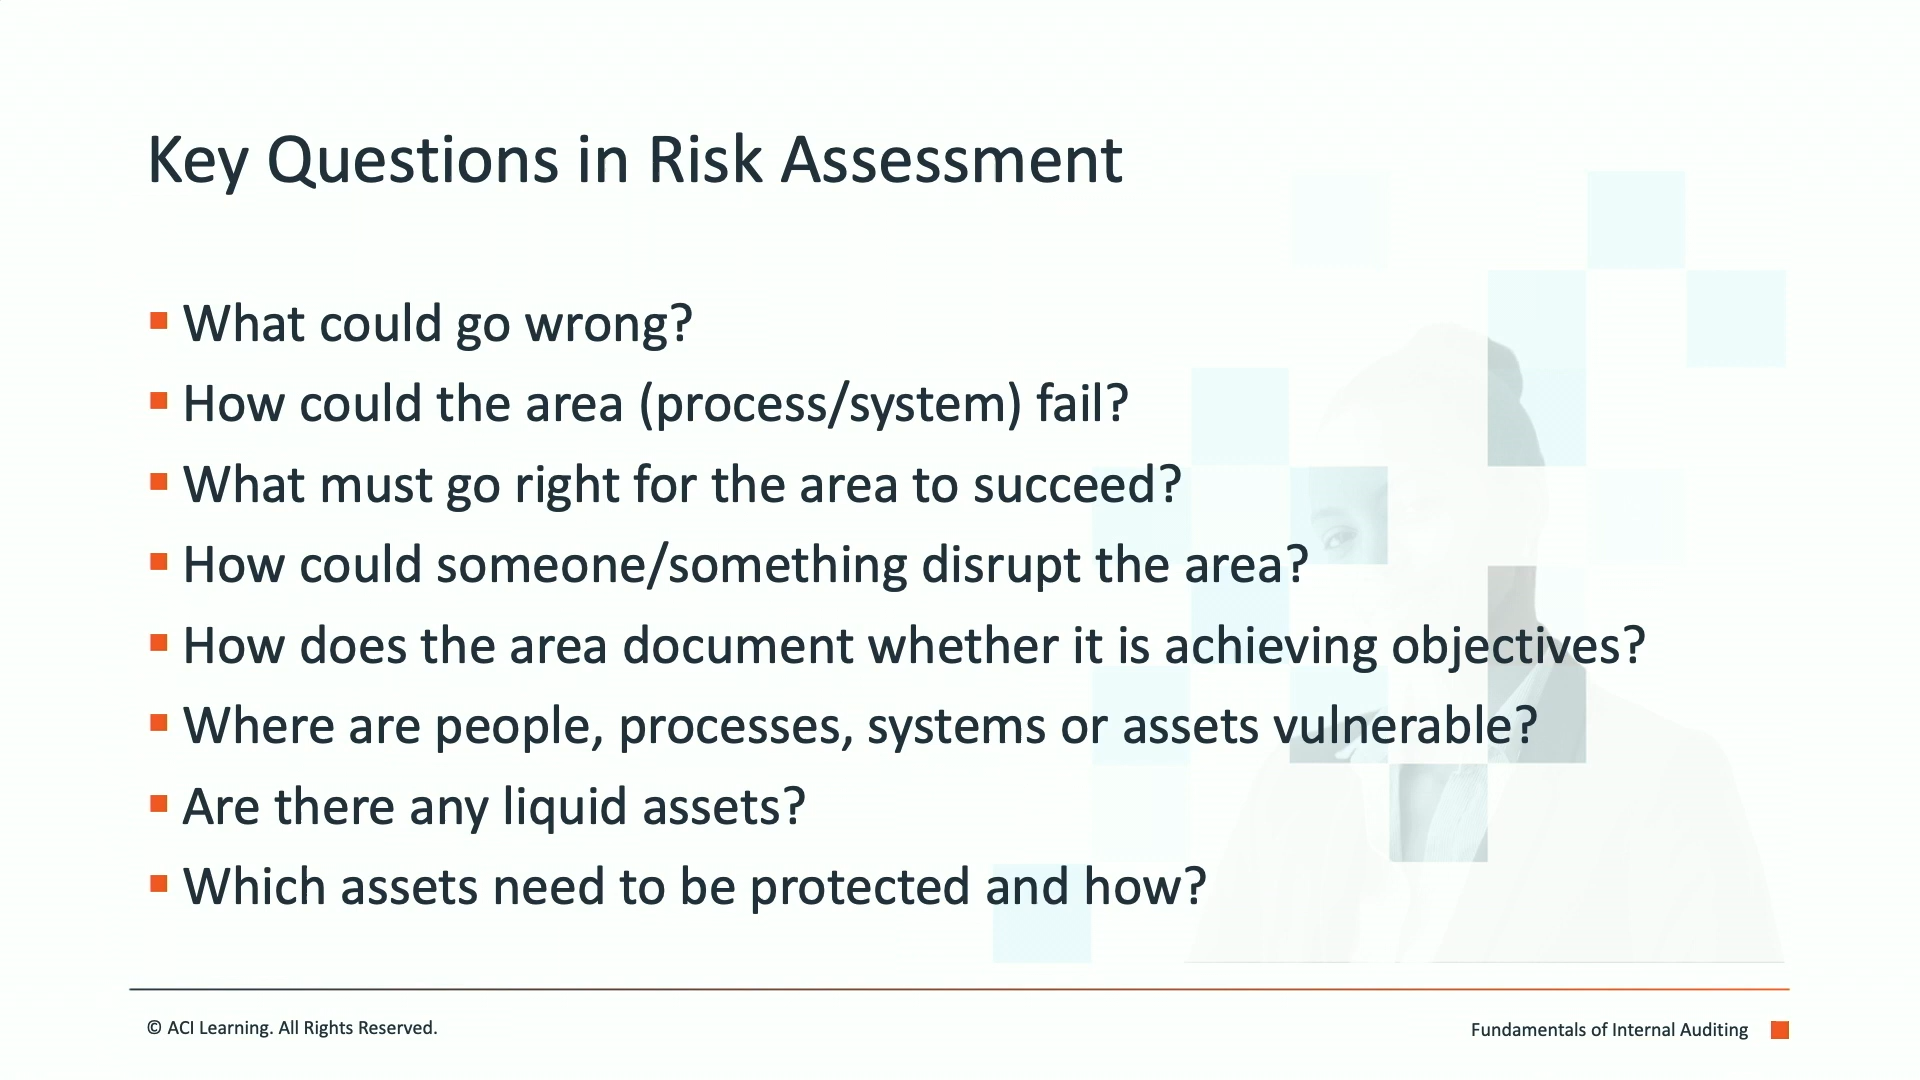 Key Questions in Risk Assessment
What could go wrong?
How could the area (process/system) fail?
What must go right for the area to succeed?
How could someone/something disrupt the area?
How does the area document whether it is achieving objectives?
Where are people, processes, systems or assets vulnerable?
Are there any liquid assets?
Which assets need to be protected and how?
© ACI Learning. All Rights Reserved.
Fundamentals of Internal Auditing